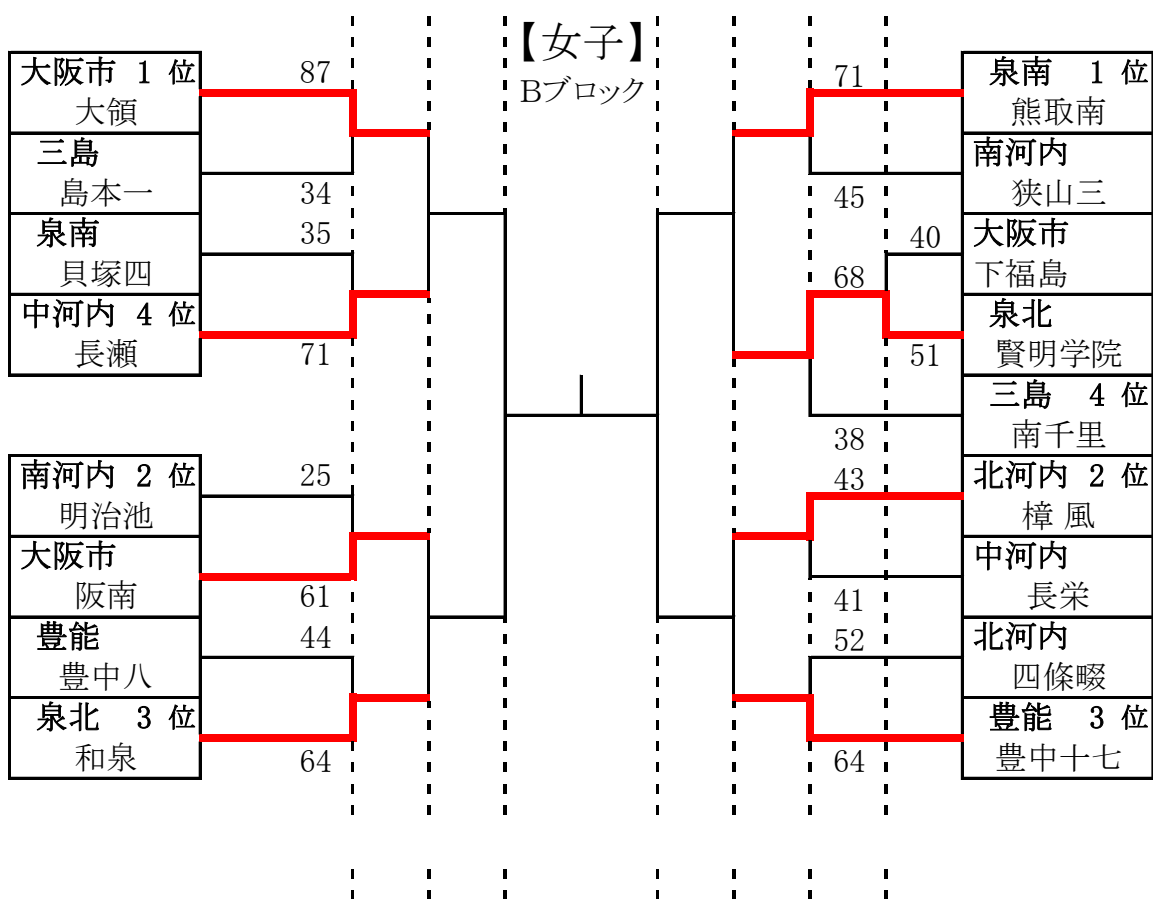 【女子】
Bブロック
大阪市 1 位
大領
87
三島
島本一
34
泉南
貝塚四
35
中河内 4 位
長瀬
71
南河内 2 位
明治池
25
大阪市
阪南
61
豊能
豊中八
44
泉北 3 位
和泉
64
71
泉南 1 位
熊取南
45
南河内
狭山三
40
大阪市
下福島
68
51
泉北
賢明学院
38
三島 4 位
南千里
43
北河内 2 位
樟 風
41
中河内
長栄
52
北河内
四條畷
64
豊能 3 位
豊中十七